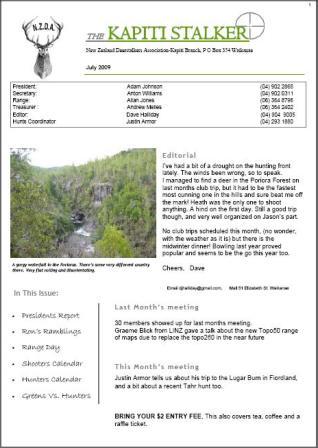 1
N.Z.D.A.
THE KAPITI STALKER
New Zealand Deerstalkers Association-Kapiti Branch, P O Box 354 Waikanae
July 2009
President: Adam Johnson (04) 902 2868
Secretary: Anton Williams (04) 902 0311
Range: Allan Jones (06) 364 8796
Treasurer: Andrew Melies (06) 364 2402
Editor: Dave Halliday (04) 904 9005
Hunts Coordinator Justin Armor (04) 293 1880
Editorial
I've had a bit of a drought on the hunting front
lately. The winds been wrong, so to speak.
I managed to find a deer in the Poriora Forest on
last months club trip, but it had to be the fastest
most cunning one in the hills and sure beat me off
the mark! Heath was the only one to shoot
anything. A hind on the first day. Still a good trip
though, and very well organized on Jason's part.
No club trips scheduled this month, (no wonder,
with the weather as it is) but there is the
midwinter dinner! Bowling last year proved
popular and seems to be the go this year too.
Cheers, Dave
A gorgy waterfall in the . There's some very different country
there. Very flat rolling and disorientating.
Email djhalliday@gmail.com. Mail 51 Elizabeth St. Waikanae
In This Issue:
• Presidents Report
• Ron's Ramblings
• Range Day
• Shooters Calendar
• Hunters Calendar
• Greens Vs. Hunters
Last Month's meeting
30 members showed up for last months meeting.
Graeme Blick from LINZ gave a talk about the new Topo50 range
of maps due to replace the topo260 in the near future
This Month's meeting
Justin Armor tells us about his trip to the Lugar Burn in Fiordland,
and a bit about a recent Tahr hunt too.
BRING YOUR $2 ENTRY FEE, This also covers tea, coffee and a
raffle ticket.